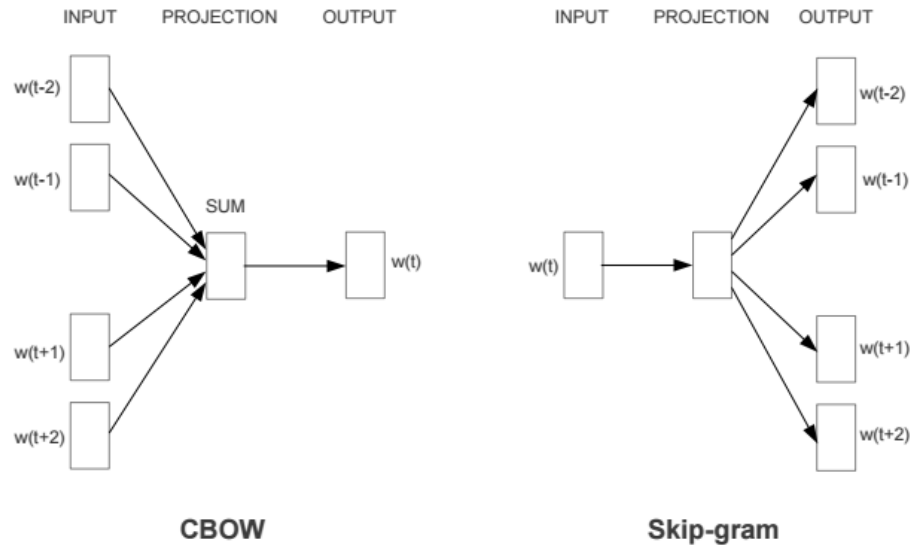 INPUT PROJECTION OUTPUT
w(t-2)
w(t-1)
SUM
w(t)
w(t+1)
w(t+2)
CBOW
INPUT PROJECTION OUTPUT
w(t-2)
w(t-1)
w(t)
w(t+1)
w(t+2)
Skip-gram